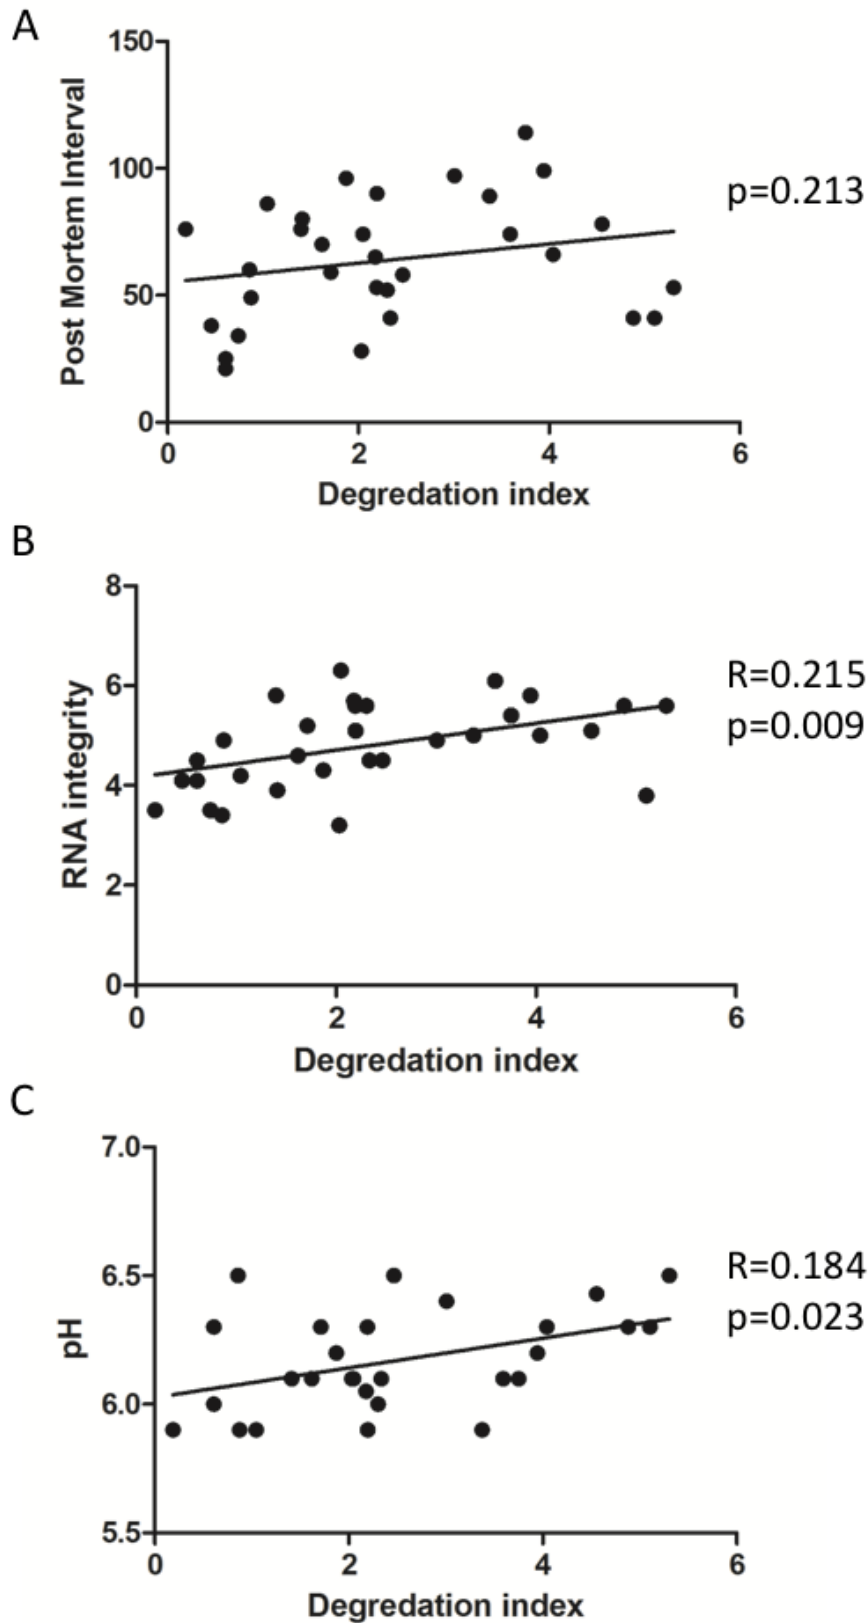 A
150
100
50
0
Post Mortem Interval
p=0.213
0 2 4 6
Degredation index
B
8
6
4
2
0
RNA integrity
R=0.215
p=0.009
0 2 4 6
Degredation index
C
7.0
6.5
6.0
5.5
pH
R=0.184
p=0.023
0 2 4 6
Degredation index